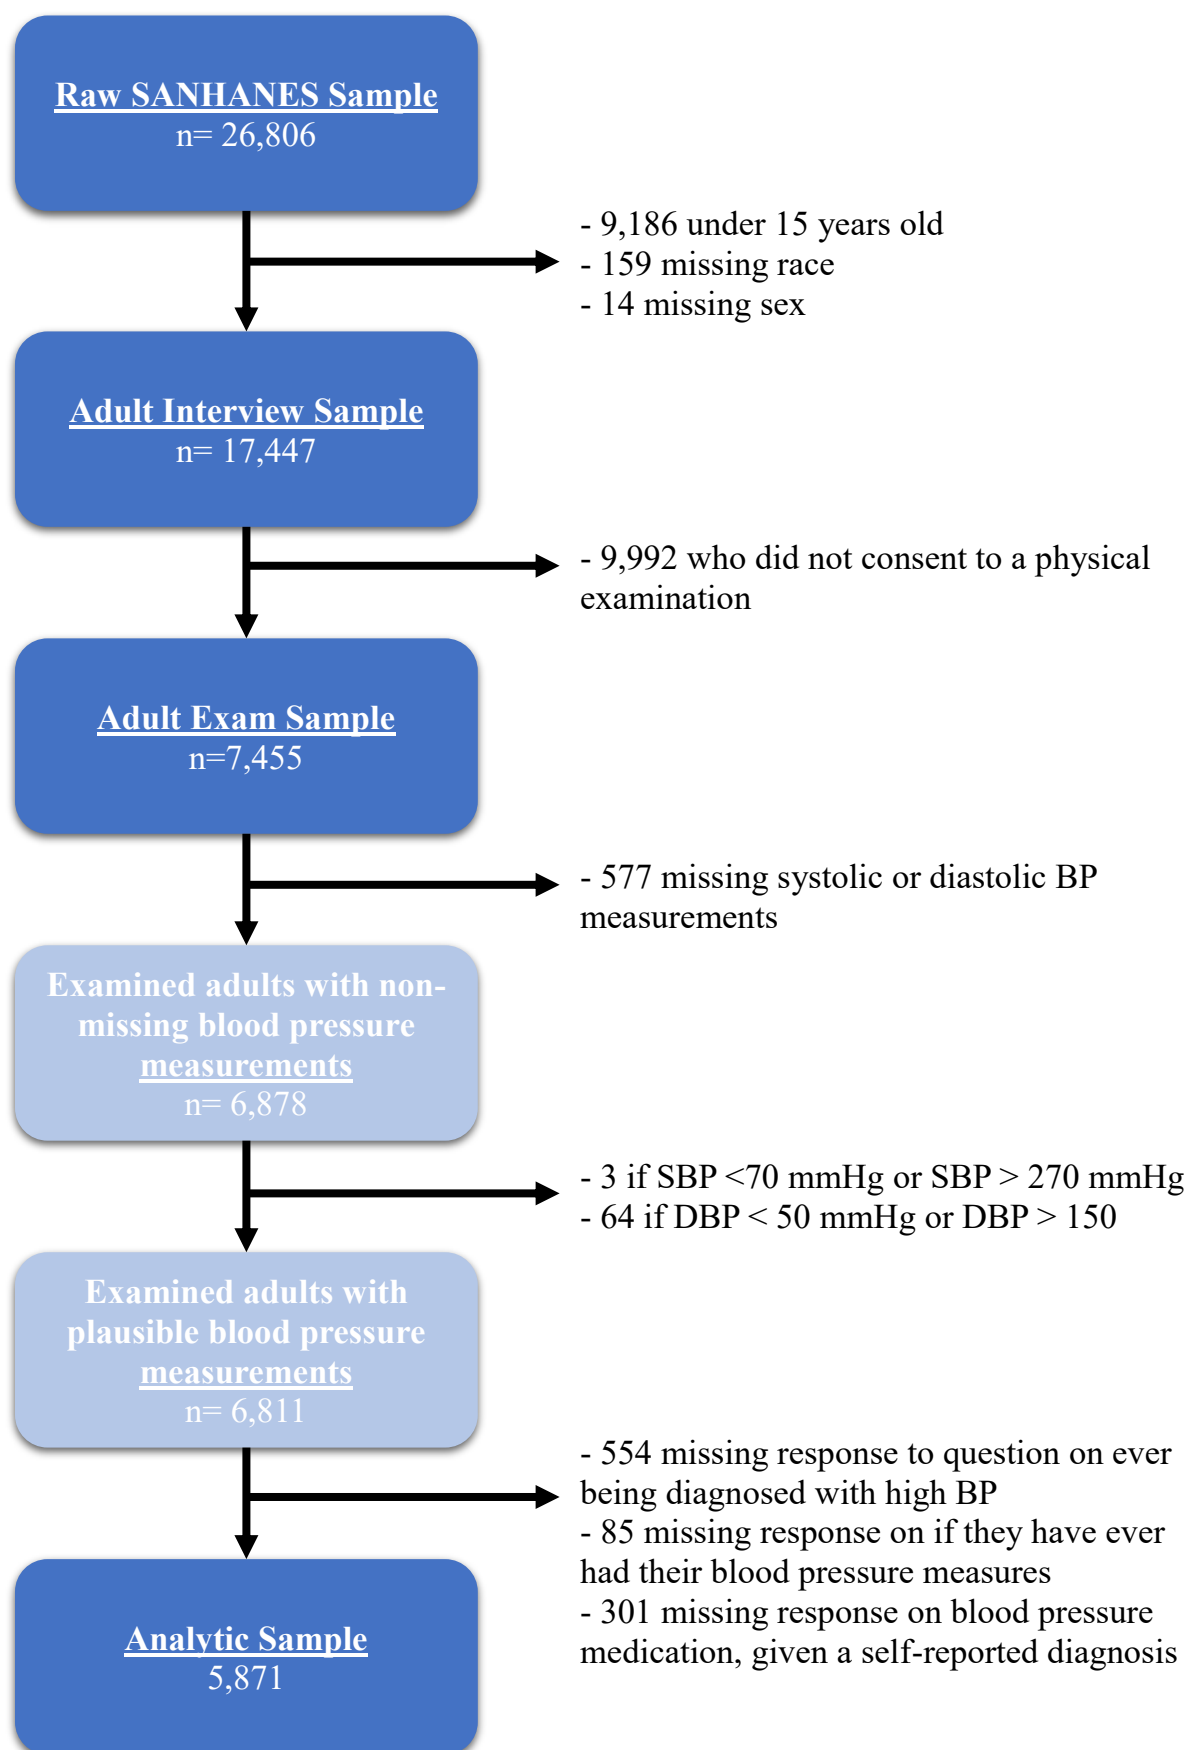 Raw SANHANES Sample
n= 26,806
- 9,186 under 15 years old
- 159 missing race
- 14 missing sex
Adult Interview Sample
n= 17,447
- 9,992 who did not consent to a physical
examination
Adult Exam Sample
n=7,455
- 577 missing systolic or diastolic BP
measurements
Examined adults with non-
missing blood pressure
measurements
n= 6,878
- 3 if SBP <70 mmHg or SBP > 270 mmHg
- 64 if DBP < 50 mmHg or DBP > 150
Examined adults with
plausible blood pressure
measurements
n= 6,811
- 554 missing response to question on ever
being diagnosed with high BP
- 85 missing response on if they have ever
had their blood pressure measures
- 301 missing response on blood pressure
medication, given a self-reported diagnosis
Analytic Sample
5,871